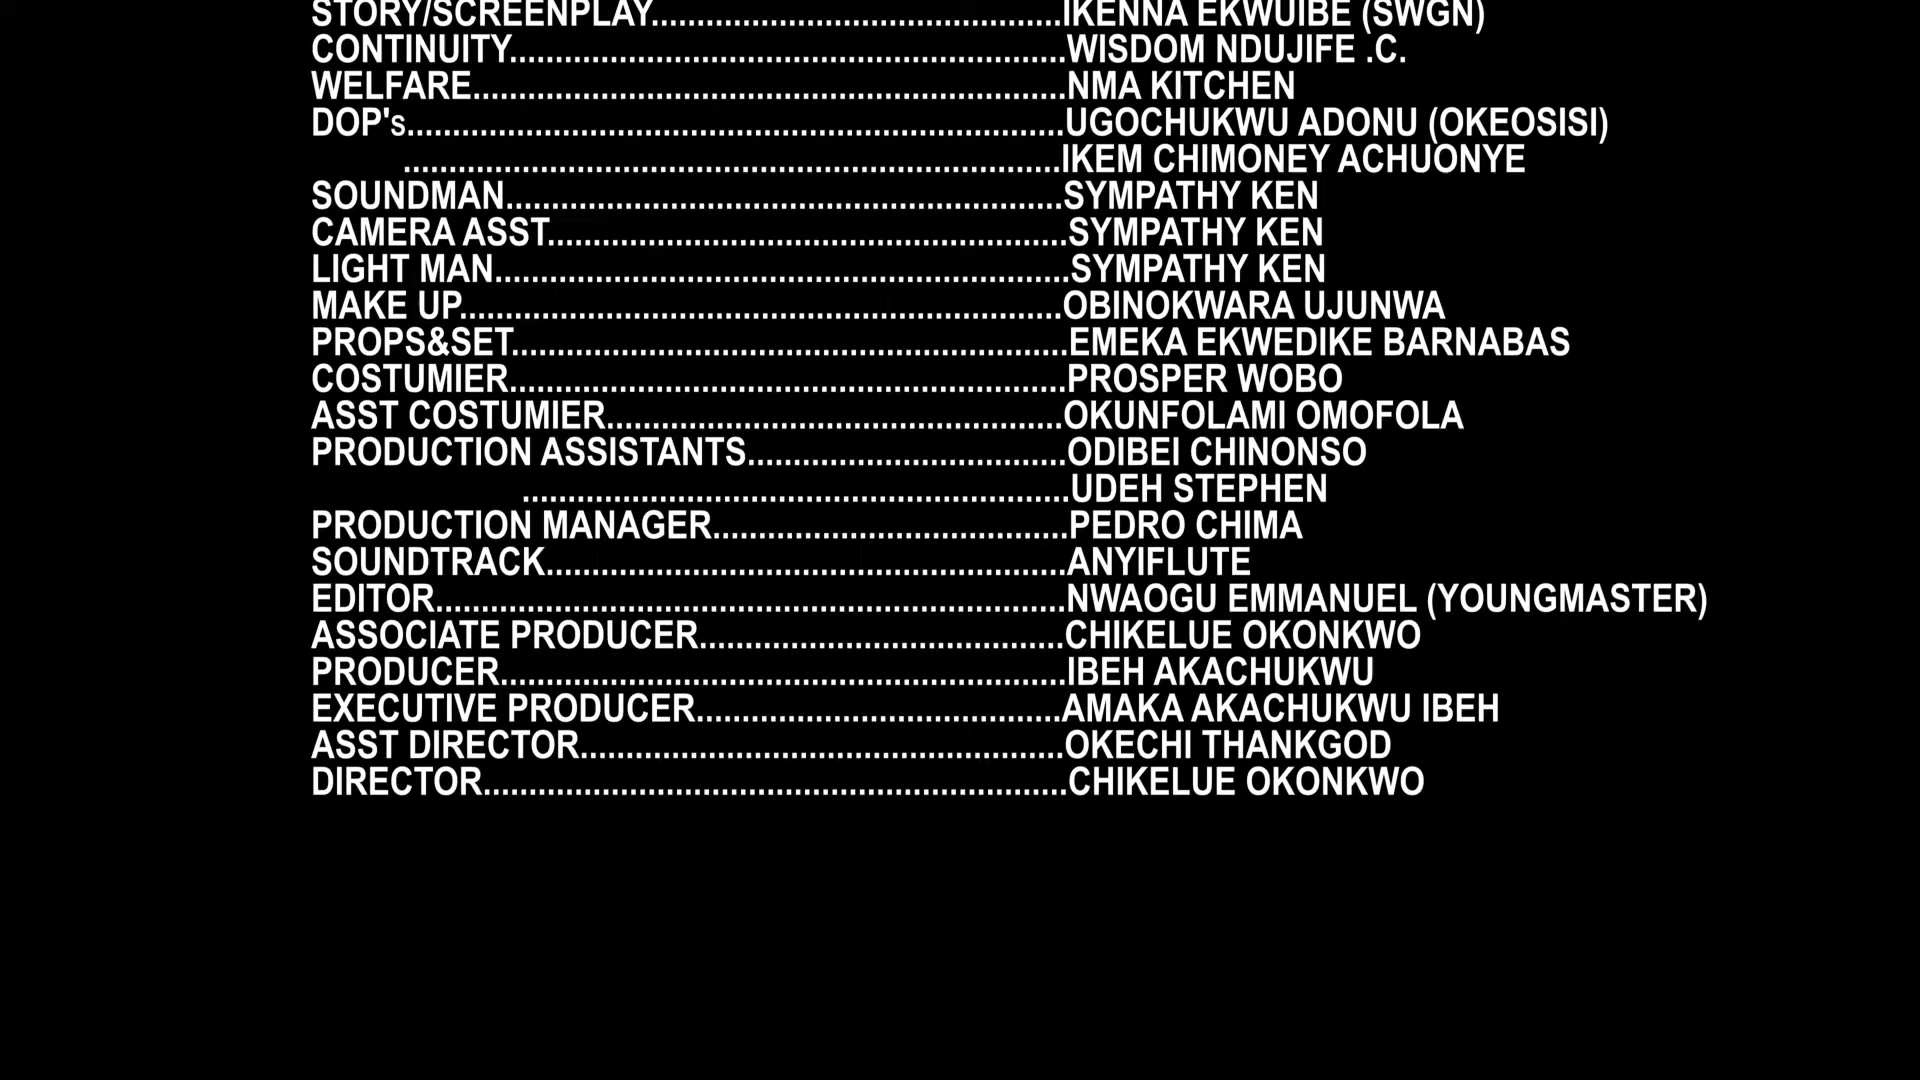 STORY/SCREENPLAY.............................................IKENNA EKWUIBE (SWGN)
CONTINUITY.............................................................WISDOM NDUJIFE .C.
WELFARE.................................................................NMA KITCHEN
DOP's........................................................................UGOCHUKWU ADONU (OKEOSISI)
........................................................................IKEM CHIMONEY ACHUONYE
SOUNDMAN.............................................................SYMPATHY KEN
CAMERA ASST.........................................................SYMPATHY KEN
LIGHT MAN...............................................................SYMPATHY KEN
MAKE UP..................................................................OBINOKWARA UJUNWA
PROPS&SET.............................................................EMEKA EKWEDIKE BARNABAS
COSTUMIER.............................................................PROSPER WOBO
ASST COSTUMIER..................................................OKUNFOLAMI OMOFOLA
PRODUCTION ASSISTANTS...................................ODIBEI CHINONSO
............................................................UDEH STEPHEN
PRODUCTION MANAGER.......................................PEDRO CHIMA
SOUNDTRACK.........................................................ANYIFLUTE
EDITOR.....................................................................NWAOGU EMMANUEL (YOUNGMASTER)
ASSOCIATE PRODUCER........................................CHIKELUE OKONKWO
PRODUCER..............................................................IBEH AKACHUKWU
EXECUTIVE PRODUCER........................................AMAKA AKACHUKWU IBEH
ASST DIRECTOR.....................................................OKECHI THANKGOD
DIRECTOR................................................................CHIKELUE OKONKWO